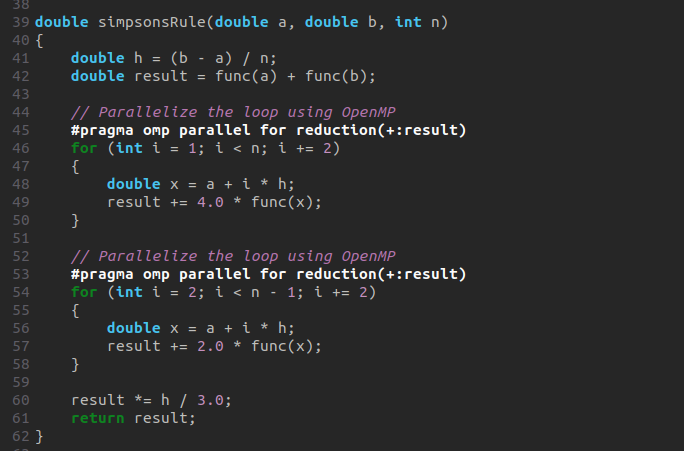 38
39 double simpsonsRule(double a, double b, int n)
40 {
41     double h = (b - a) / n;
42     double result = func(a) + func(b);
43
44     // Parallelize the loop using OpenMP
45     #pragma omp parallel for reduction(+:result)
46     for (int i = 1; i < n; i += 2)
47     {
48         double x = a + i * h;
49         result += 4.0 * func(x);
50     }
51
52     // Parallelize the loop using OpenMP
53     #pragma omp parallel for reduction(+:result)
54     for (int i = 2; i < n - 1; i += 2)
55     {
56         double x = a + i * h;
57         result += 2.0 * func(x);
58     }
59
60     result *= h / 3.0;
61     return result;
62 }